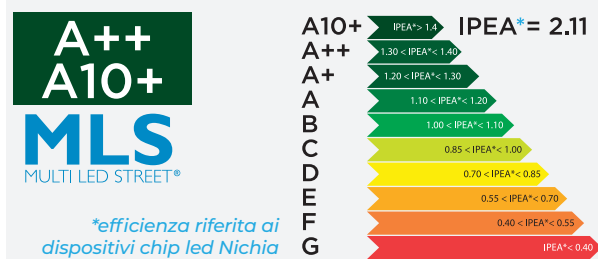 A++
A10+
MLS
MULTI LED STREET®
*efficienza riferita ai
dispositivi chip led Nichia
A10+ IPEA*> 1.4 IPEA*= 2.11
A++ 1.30 < IPEA*< 1.40
A+ 1.20 < IPEA*< 1.30
A 1.10 < IPEA*< 1.20
B 1.00 < IPEA*< 1.10
C 0.85 < IPEA*< 1.00
D 0.70 < IPEA*< 0.85
E 0.55 < IPEA*< 0.70
F 0.40 < IPEA*< 0.55
G IPEA*< 0.40